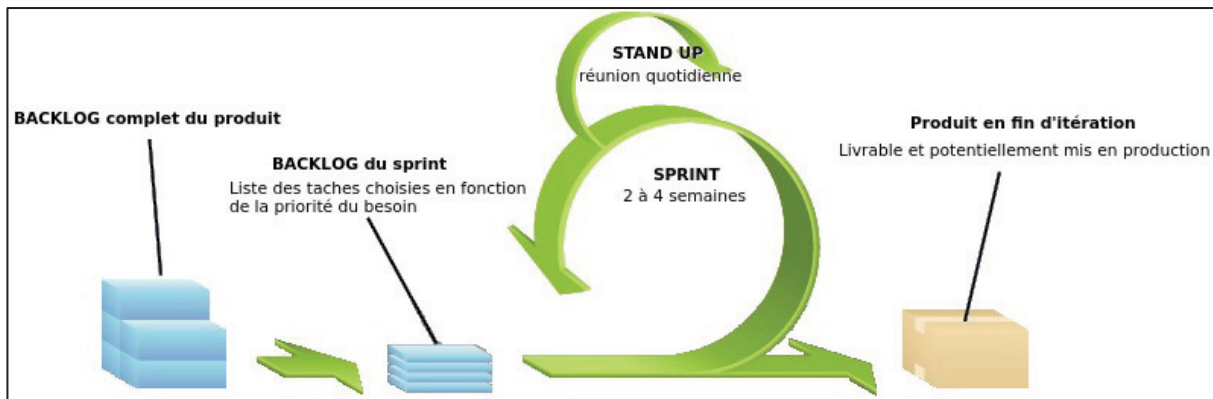 STAND UP
réunion quotidienne
BACKLOG complet du produit
BACKLOG du sprint
Liste des taches choisies en fonction
de la priorité du besoin
SPRINT
2 à 4 semaines
Produit en fin d'itération
Livrable et potentiellement mis en production